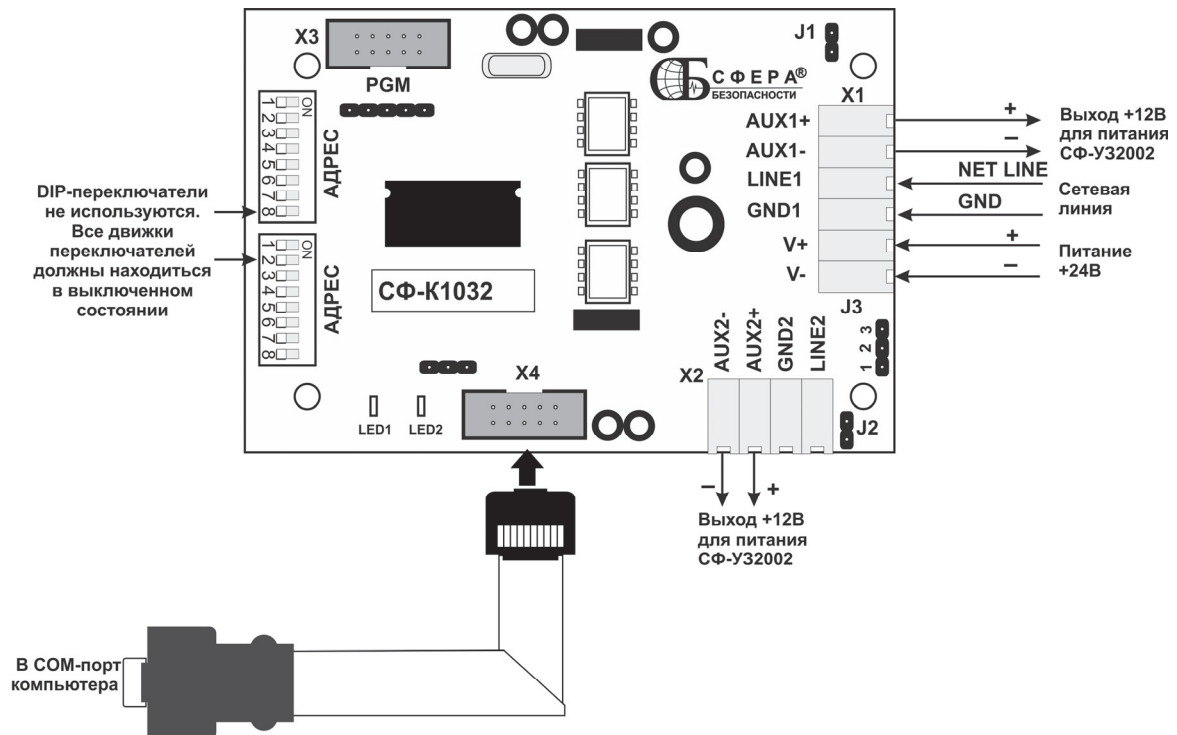 X3
PGM
1 2 3 4 5 6 7 8
ON
АДРЕС
1 2 3 4 5 6 7 8
ON
АДРЕС
DIP-переключатели
не используются.
Все движки
переключателей
должны находиться
в выключенном
состоянии
СФ-К1032
СБ
СФЕРА®
БЕЗОПАСНОСТИ
J1
X1
AUX1+
AUX1-
LINE1
GND1
V+
V-
+
–
NET LINE
GND
+
–
Выход +12В
для питания
СФ-УЗ2002
Сетевая
линия
Питание
+24В
J3
1 2 3
X2
AUX2-
AUX2+
GND2
LINE2
J2
LED1
LED2
X4
–
+
Выход +12В
для питания
СФ-УЗ2002
В COM-порт
компьютера